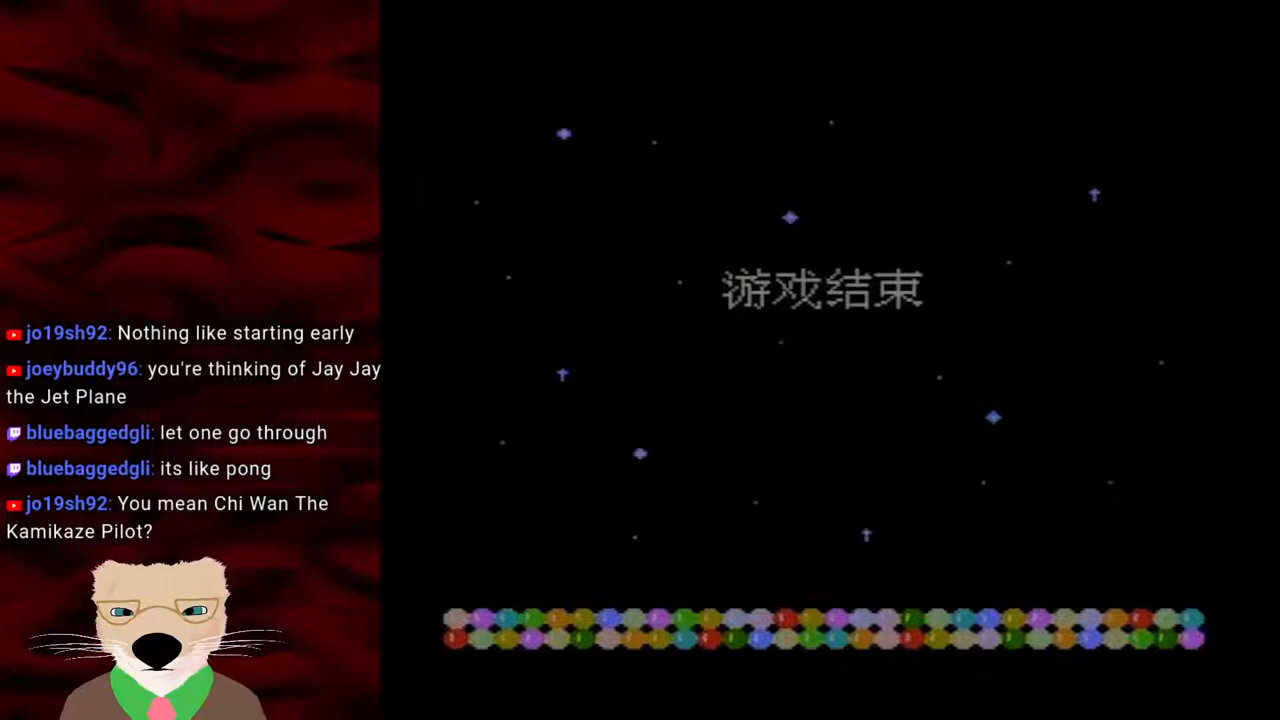 jo19sh92: Nothing like starting early
joeybuddy96: you're thinking of Jay Jay
the Jet Plane
bluebaggedgli: let one go through
bluebaggedgli: its like pong
jo19sh92: You mean Chi Wan The
Kamikaze Pilot?
游戏结束